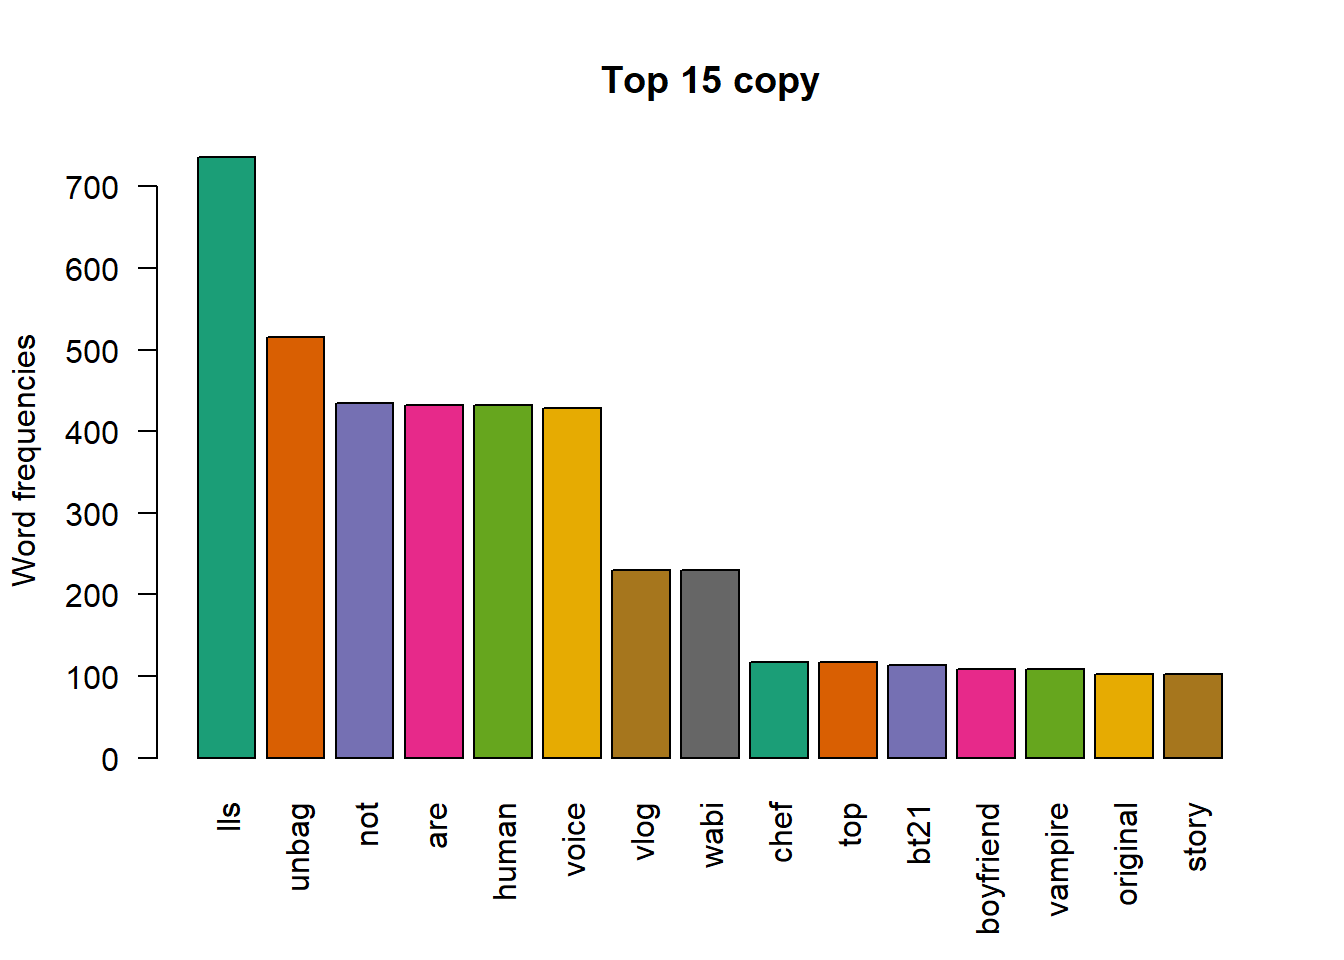 Top 15 copy
Word frequencies
700
600
500
400
300
200
100
0
lls
unbag
not
are
human
voice
vlog
wabi
chef
top
bt21
boyfriend
vampire
original
story